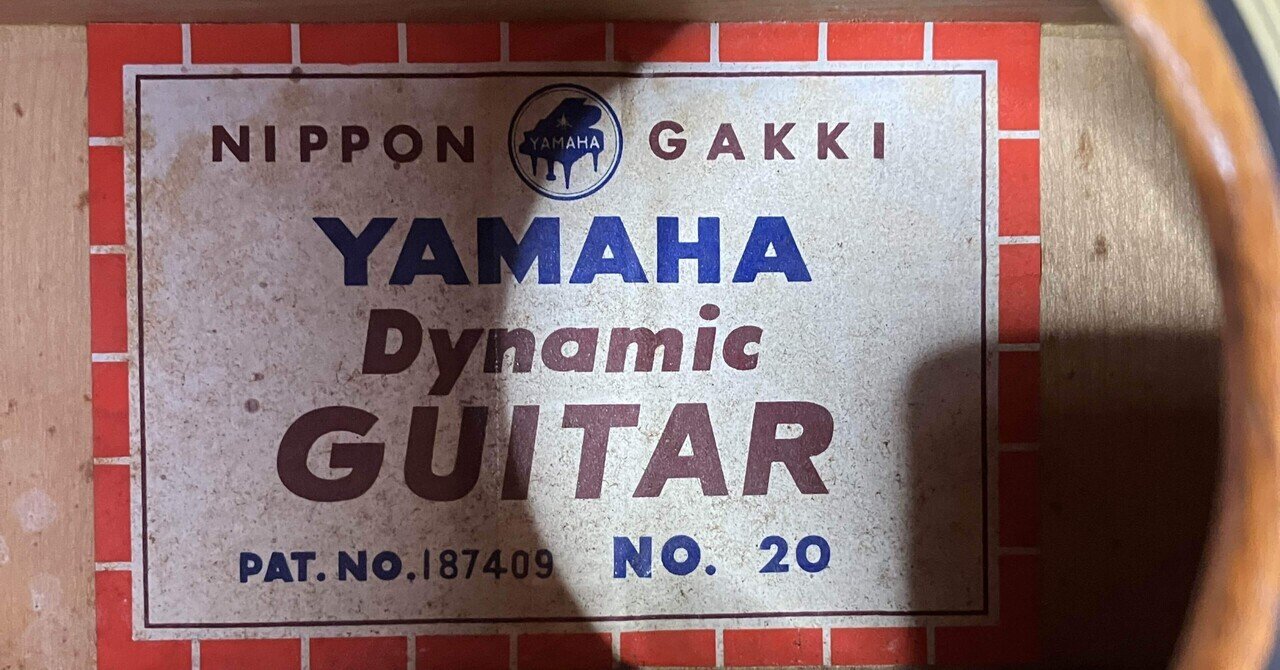 NIPPON YAMAHA GAKKI
YAMAHA
Dynamic
GUITAR
PAT. NO. 187409 NO. 20